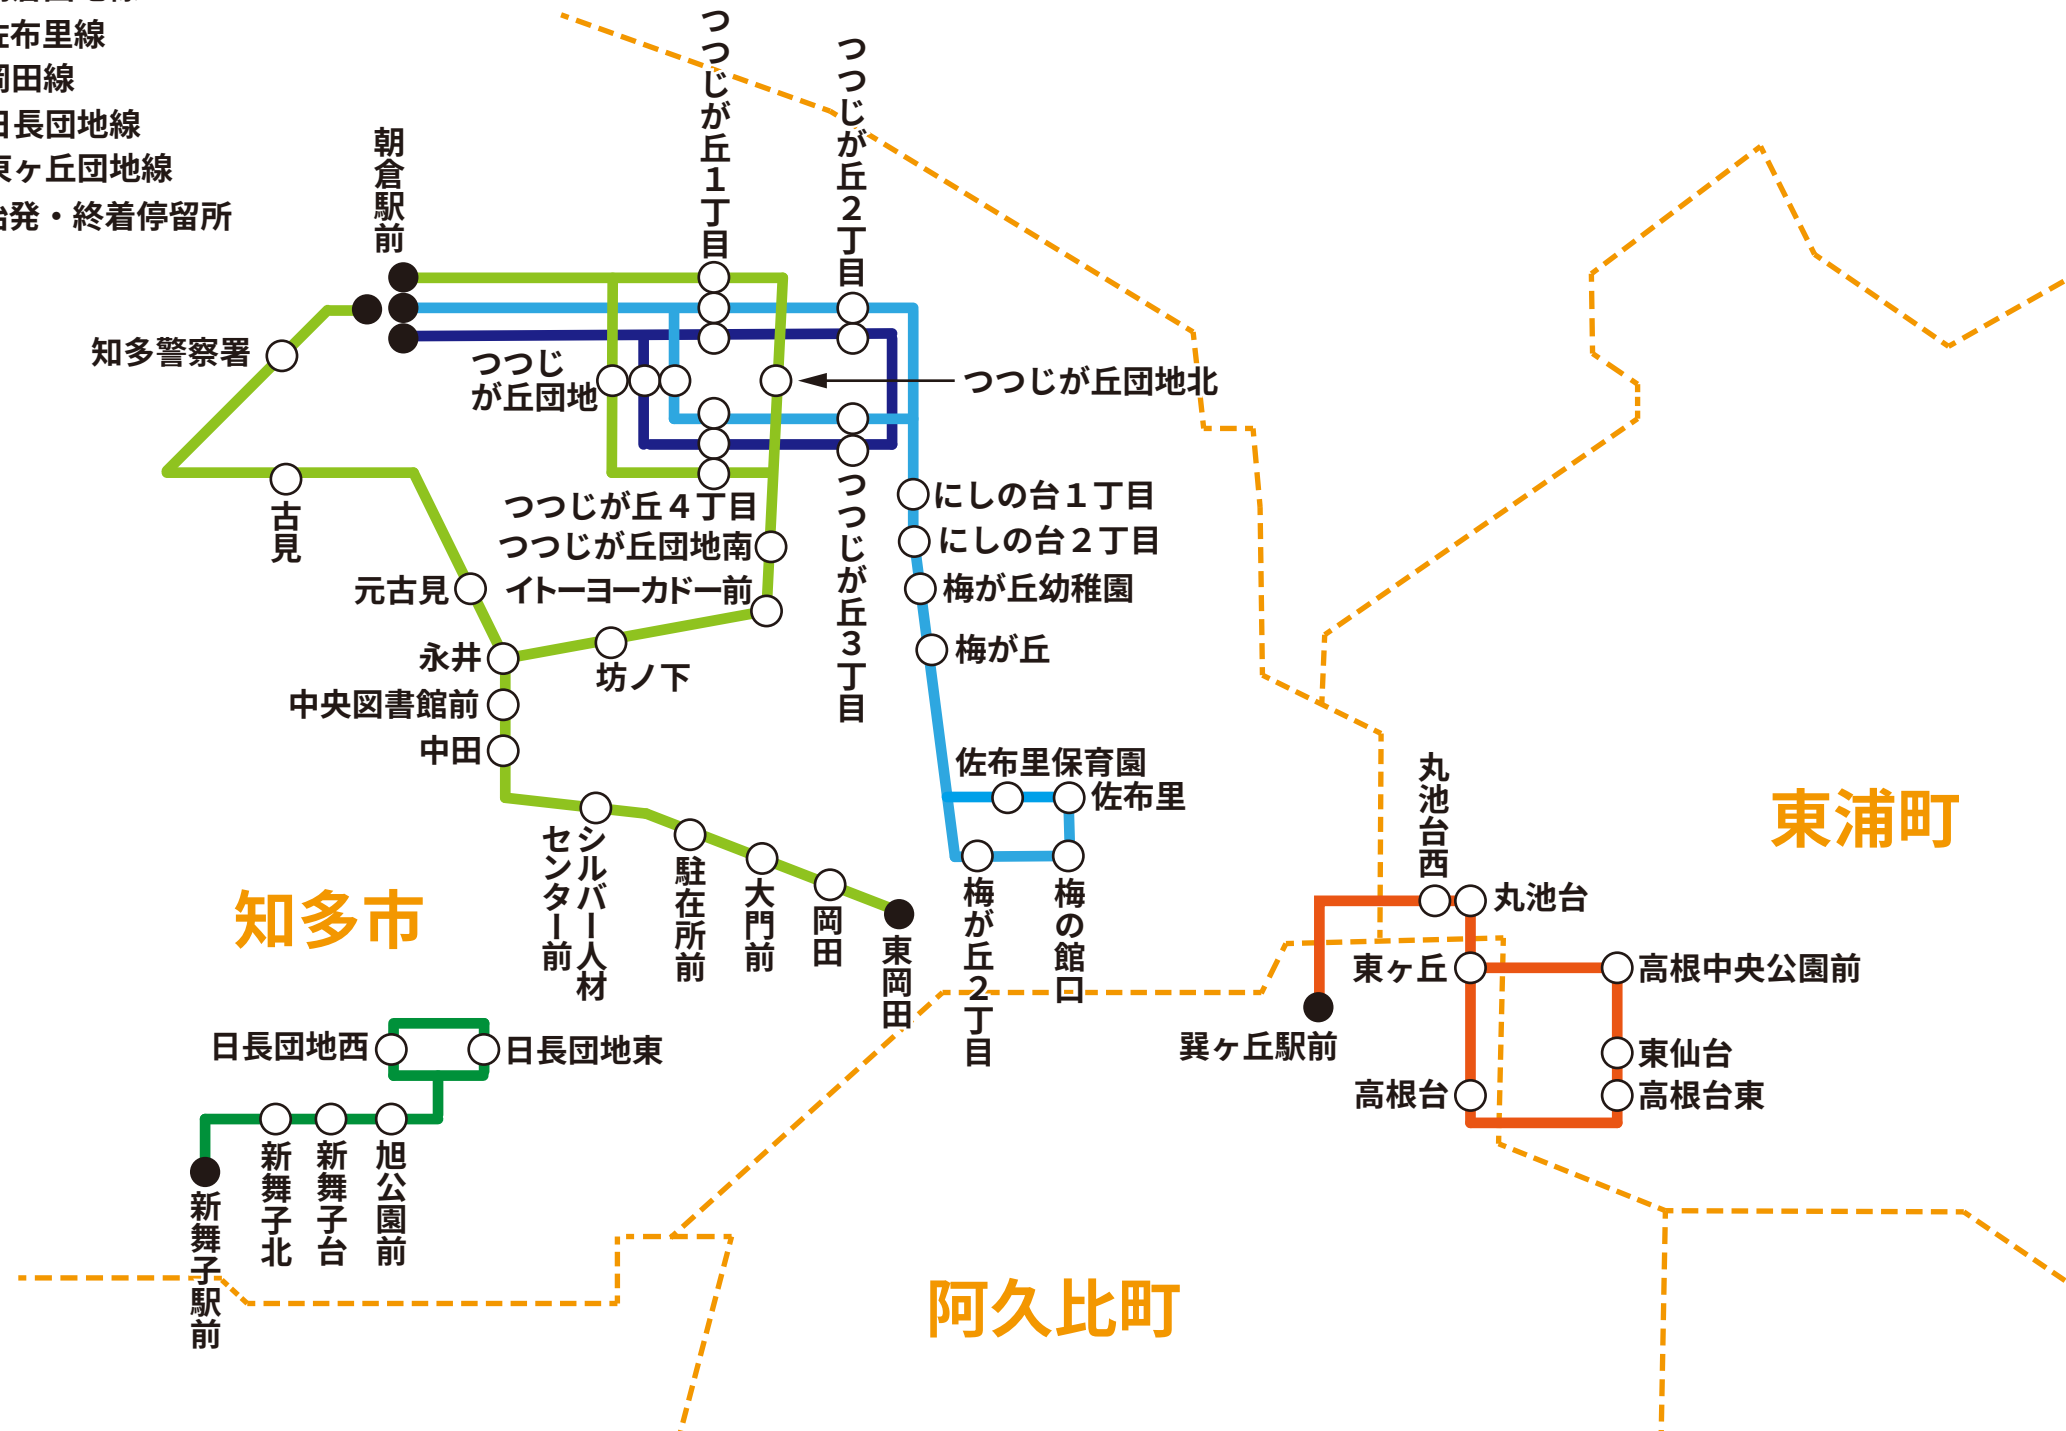 布里線
田線
日長団地線
東ヶ丘団地線
発・終着停留所
朝倉駅前
つつじが丘１丁目
つつじが丘２丁目
知多警察署
つつじ
が丘団地
つつじが丘団地北
古見
つつじが丘４丁目
つつじが丘団地南
イトーヨーカドー前
つつじが丘３丁目
にしの台１丁目
にしの台２丁目
梅が丘幼稚園
梅が丘
元古見
永井
坊ノ下
中央図書館前
中田
シルバー人材
センター前
駐在所前
大門前
岡田
東岡田
佐布里保育園
佐布里
梅が丘２丁目
梅の館口
丸池台西
丸池台
東浦町
知多市
東ヶ丘
高根中央公園前
巽ヶ丘駅前
東仙台
高根台
高根台東
日長団地西
日長団地東
新舞子駅前
新舞子北
新舞子台
旭公園前
阿久比町